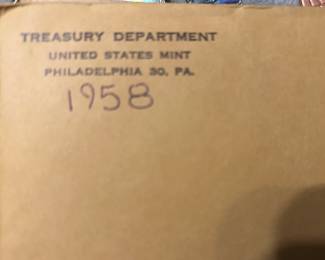 TREASURY DEPARTMENT
UNITED STATES MINT
PHILADELPHIA 30, PA.
1958